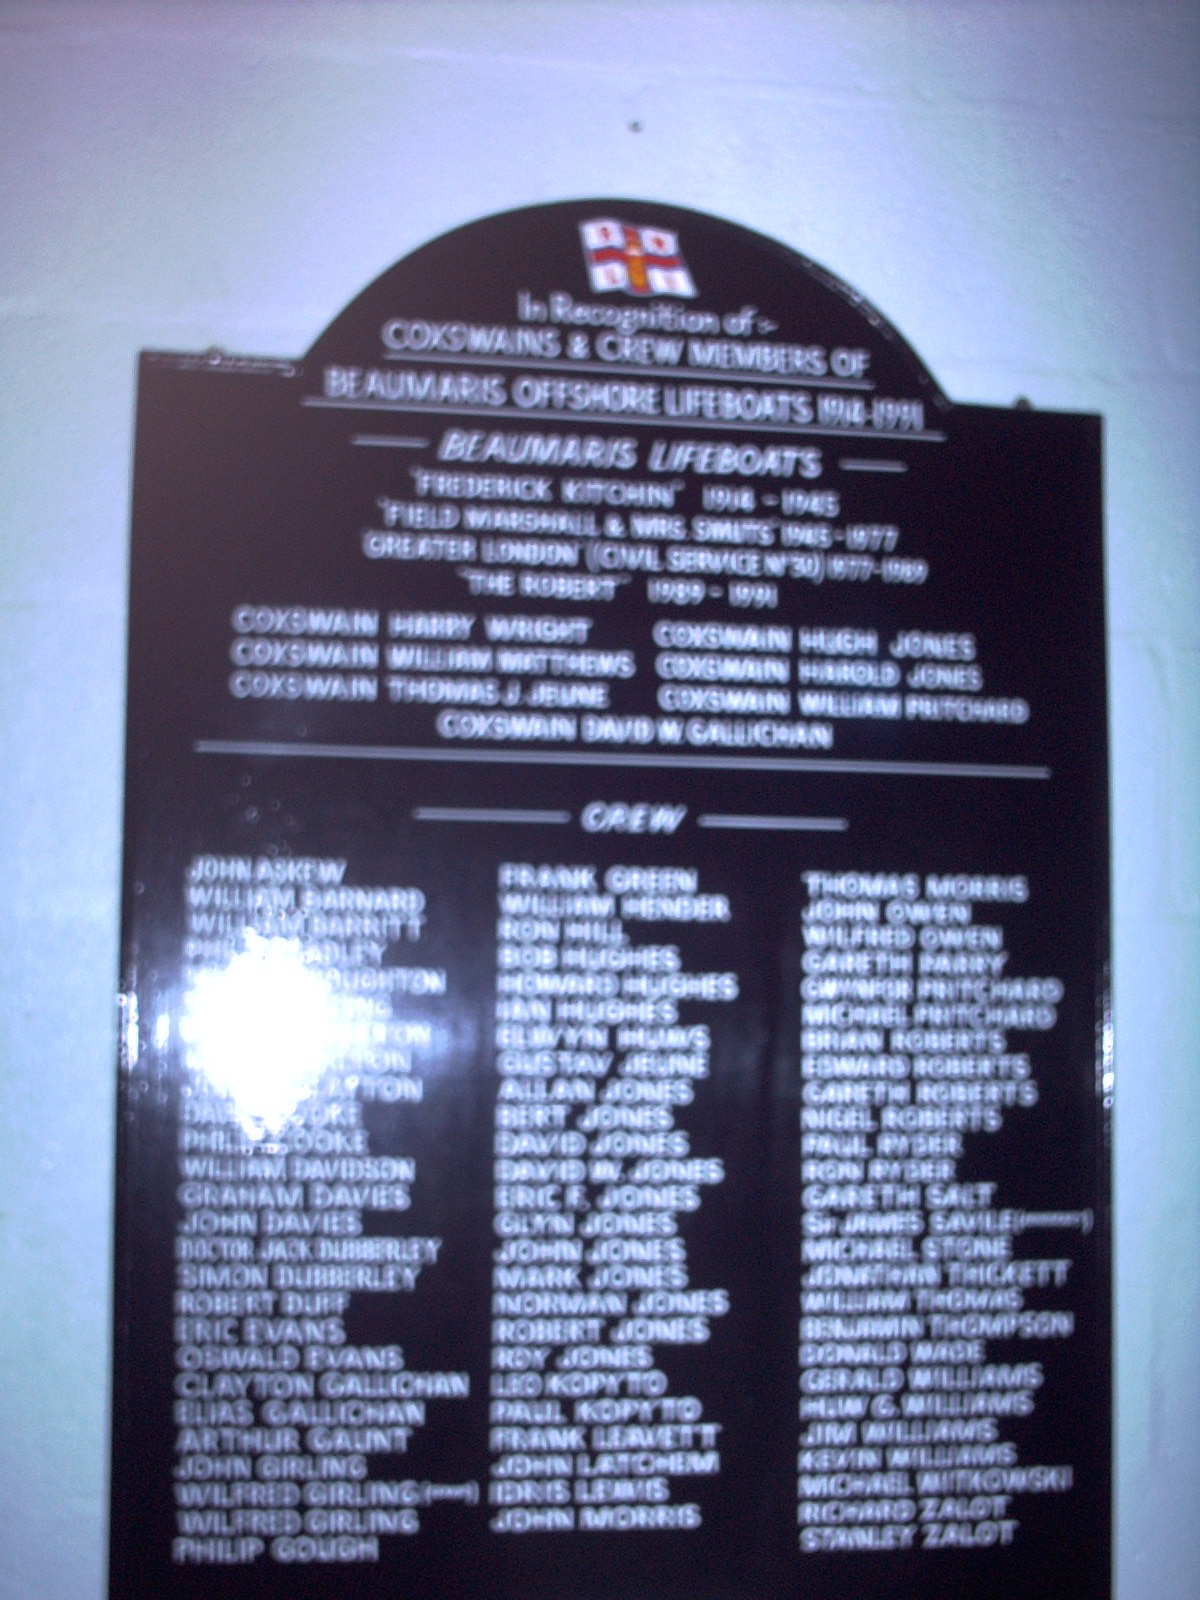 In Recognition of :-
COXSWAINS & CREW MEMBERS OF
BEAUMARIS OFFSHORE LIFEBOATS 1914-1991
BEAUMARIS LIFEBOATS
"FREDERICK KITCHIN" 1914 - 1945
"FIELD MARSHALL & MRS. SMUTS" 1945-1977
"GREATER LONDON" (CIVIL SERVICE Nº 30) 1977-1989
"THE ROBERT" 1989 - 1991
COXSWAIN HARRY WRIGHT
COXSWAIN WILLIAM MATTHEWS
COXSWAIN THOMAS J. JEUNE
COXSWAIN HUGH JONES
COXSWAIN HAROLD JONES
COXSWAIN WILLIAM PRITCHARD
COXSWAIN DAVID W GALLICHAN
CREW
JOHN ASKEW
WILLIAM BARNARD
WILLIAM BARRITT
WILLIAM DAVIDSON
GRAHAM DAVIES
JOHN DAVIES
DOCTOR JACK DUBBERLEY
SIMON DUBBERLEY
ROBERT DUFF
ERIC EVANS
OSWALD EVANS
CLAYTON GALLICHAN
ELIAS GALLICHAN
ARTHUR GAUNT
JOHN GIRLING
WILFRED GIRLING
WILFRED GIRLING
PHILIP GOUGH
FRANK GREEN
WILLIAM HENDER
RON HILL
BOB HUGHES
HOWARD HUGHES
IAN HUGHES
ELWYN HUWS
GUSTAV JEUNE
ALLAN JONES
BERT JONES
DAVID JONES
DAVID W. JONES
ERIC F. JONES
GLYN JONES
JOHN JONES
MARK JONES
NORMAN JONES
ROBERT JONES
ROY JONES
LEO KOPYTO
PAUL KOPYTO
FRANK LEAVETT
JOHN LATCHEM
IDRIS LEWIS
JOHN MORRIS
THOMAS MORRIS
JOHN OWEN
WILFRED OWEN
GARETH PARRY
GWYNFOR PRITCHARD
MICHAEL PRITCHARD
BRIAN ROBERTS
EDWARD ROBERTS
GARETH ROBERTS
NIGEL ROBERTS
PAUL RYDER
RON RYDER
GARETH SALT
Sir JAMES SAVILE
MICHAEL STONE
JONATHAN THICKETT
WILLIAM THOMAS
BENJAMIN THOMPSON
DONALD WADE
GERALD WILLIAMS
HUW G. WILLIAMS
JIM WILLIAMS
KEVIN WILLIAMS
MICHAEL WITKOWSKI
RICHARD ZALOT
STANLEY ZALOT